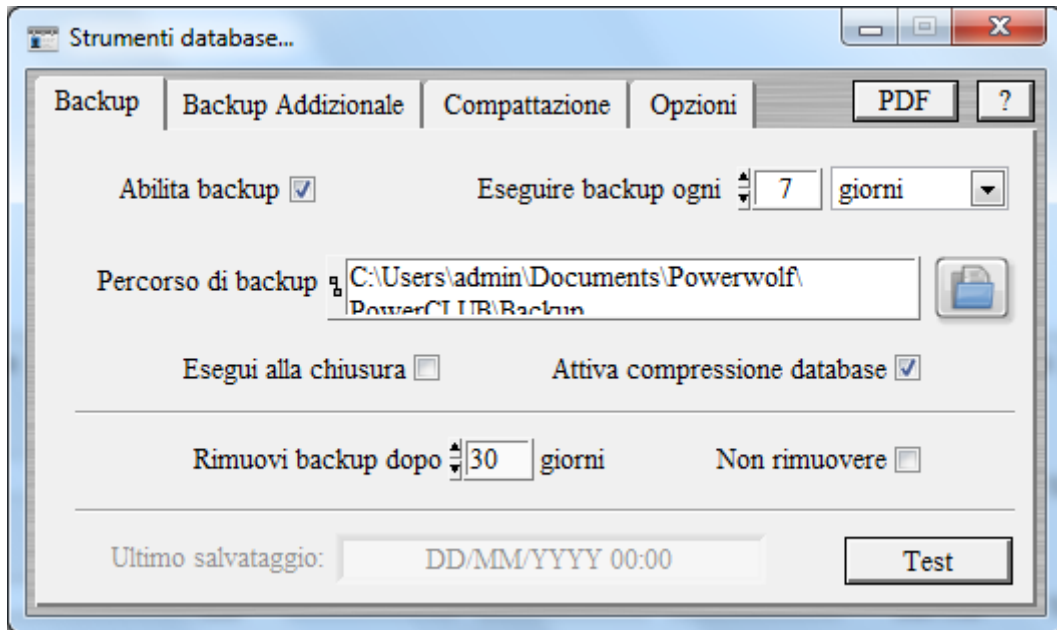 Strumenti database...
Backup Backup Addizionale Compattazione Opzioni PDF ?
Abilita backup Eseguire backup ogni 7 giorni
Percorso di backup C:\Users\admin\Documents\Powerwolf\
PowerCLUB\Backup
Esegui alla chiusura Attiva compressione database
Rimuovi backup dopo 30 giorni Non rimuovere
Ultimo salvataggio: DD/MM/YYYY 00:00 Test